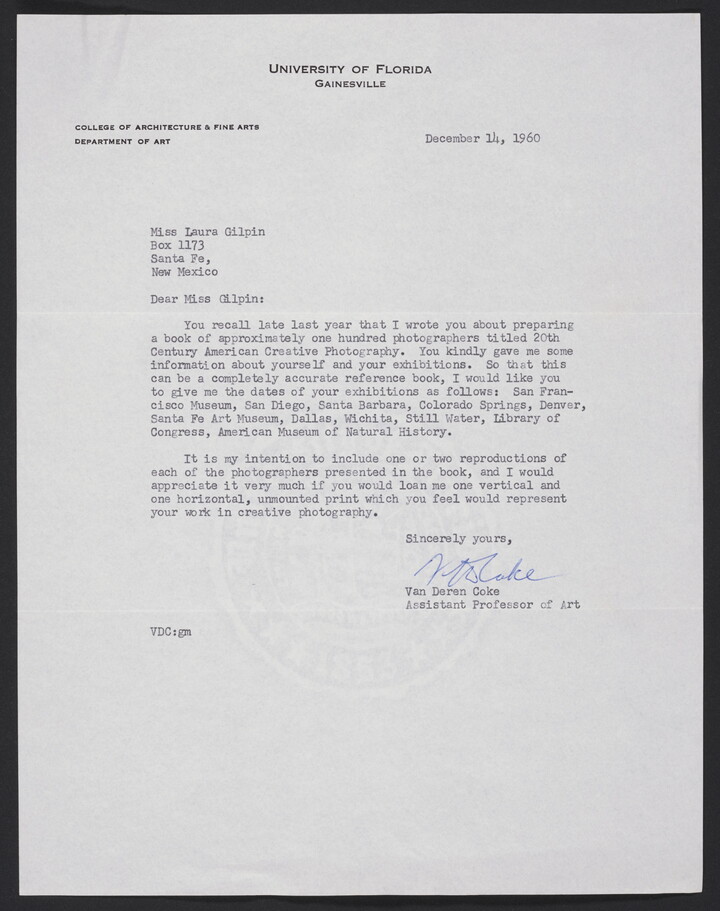 UNIVERSITY OF FLORIDA
GAINESVILLE
COLLEGE OF ARCHITECTURE & FINE ARTS
DEPARTMENT OF ART
December 14, 1960
Miss Laura Gilpin
Box 1173
Santa Fe,
New Mexico
Dear Miss Gilpin:
You recall late last year that I wrote you about preparing
a book of approximately one hundred photographers titled 20th
Century American Creative Photography. You kindly gave me some
information about yourself and your exhibitions. So that this
can be a completely accurate reference book, I would like you
to give me the dates of your exhibitions as follows: San Fran-
cisco Museum, San Diego, Santa Barbara, Colorado Springs, Denver,
Santa Fe Art Museum, Dallas, Wichita, Still Water, Library of
Congress, American Museum of Natural History.
It is my intention to include one or two reproductions of
each of the photographers presented in the book, and I would
appreciate it very much if you would loan me one vertical and
one horizontal, unmounted print which you feel would represent
your work in creative photography.
Sincerely yours,
V D Coke
Van Deren Coke
Assistant Professor of Art
VDC:gm